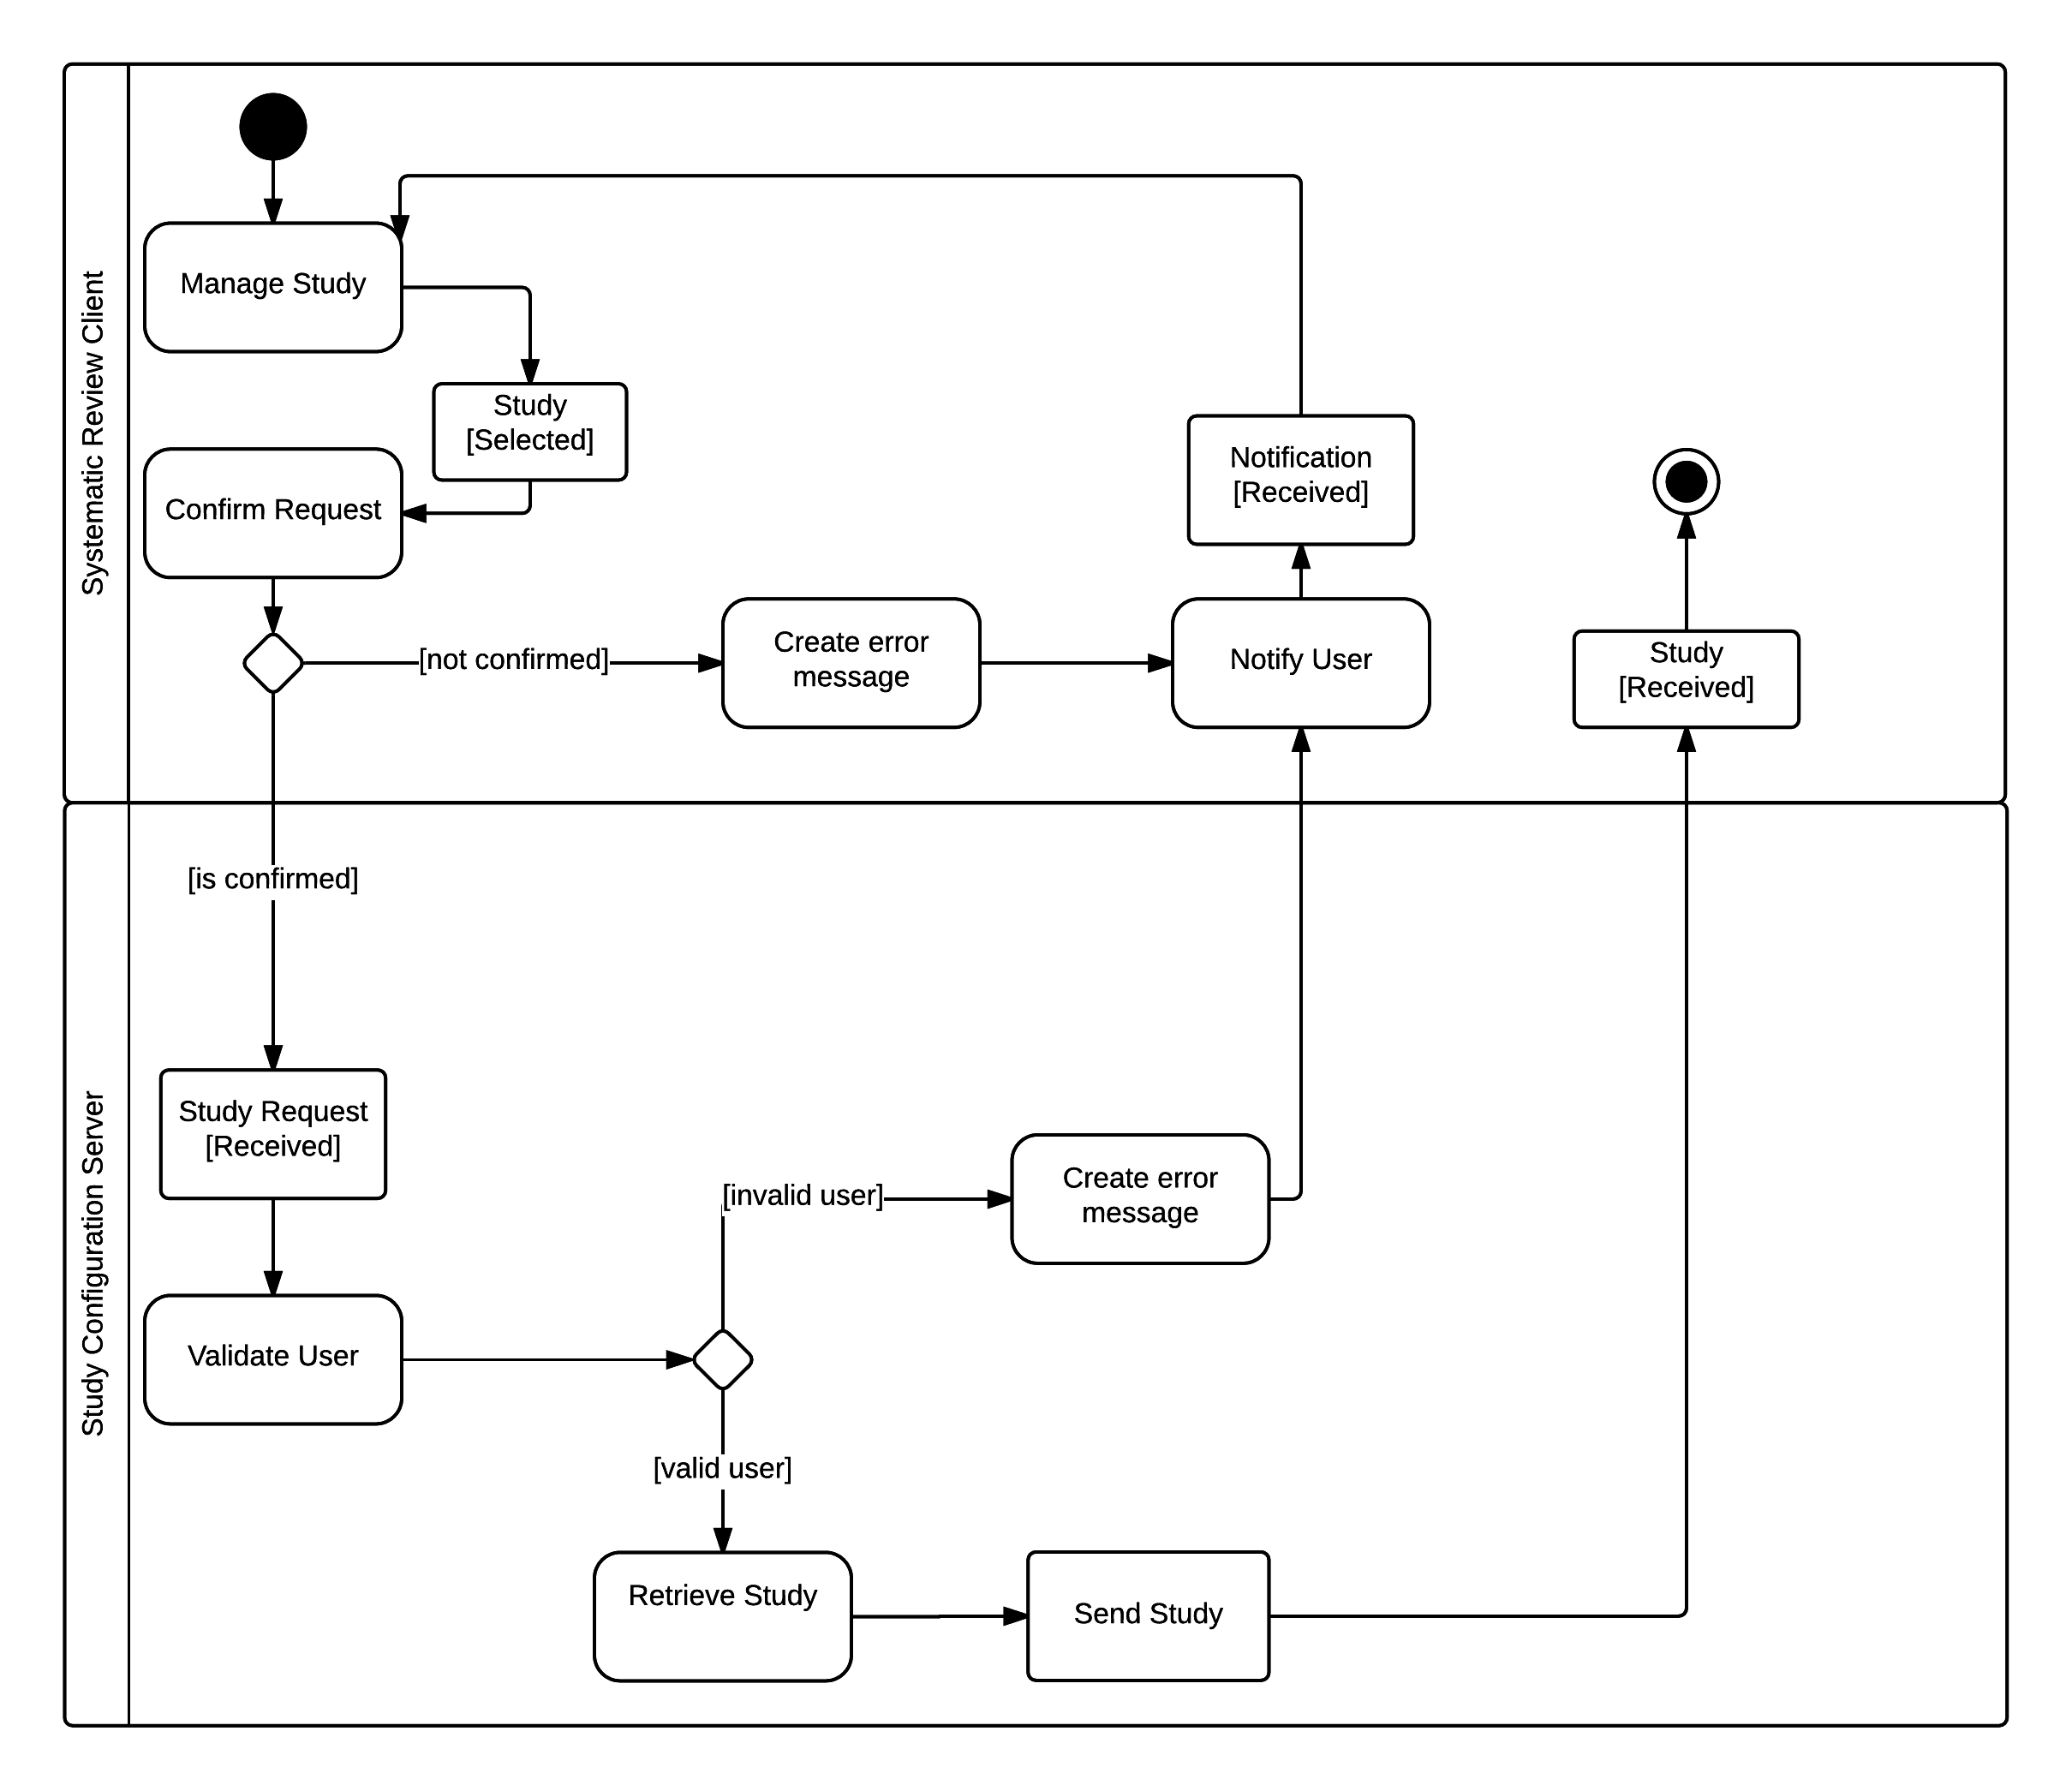 Systematic Review Client
Manage Study
Study
[Selected]
Confirm Request
[not confirmed]
Create error
message
Notify User
Notification
[Received]
Study
[Received]
Study Configuration Server
[is confirmed]
Study Request
[Received]
Validate User
[invalid user]
Create error
message
[valid user]
Retrieve Study
Send Study